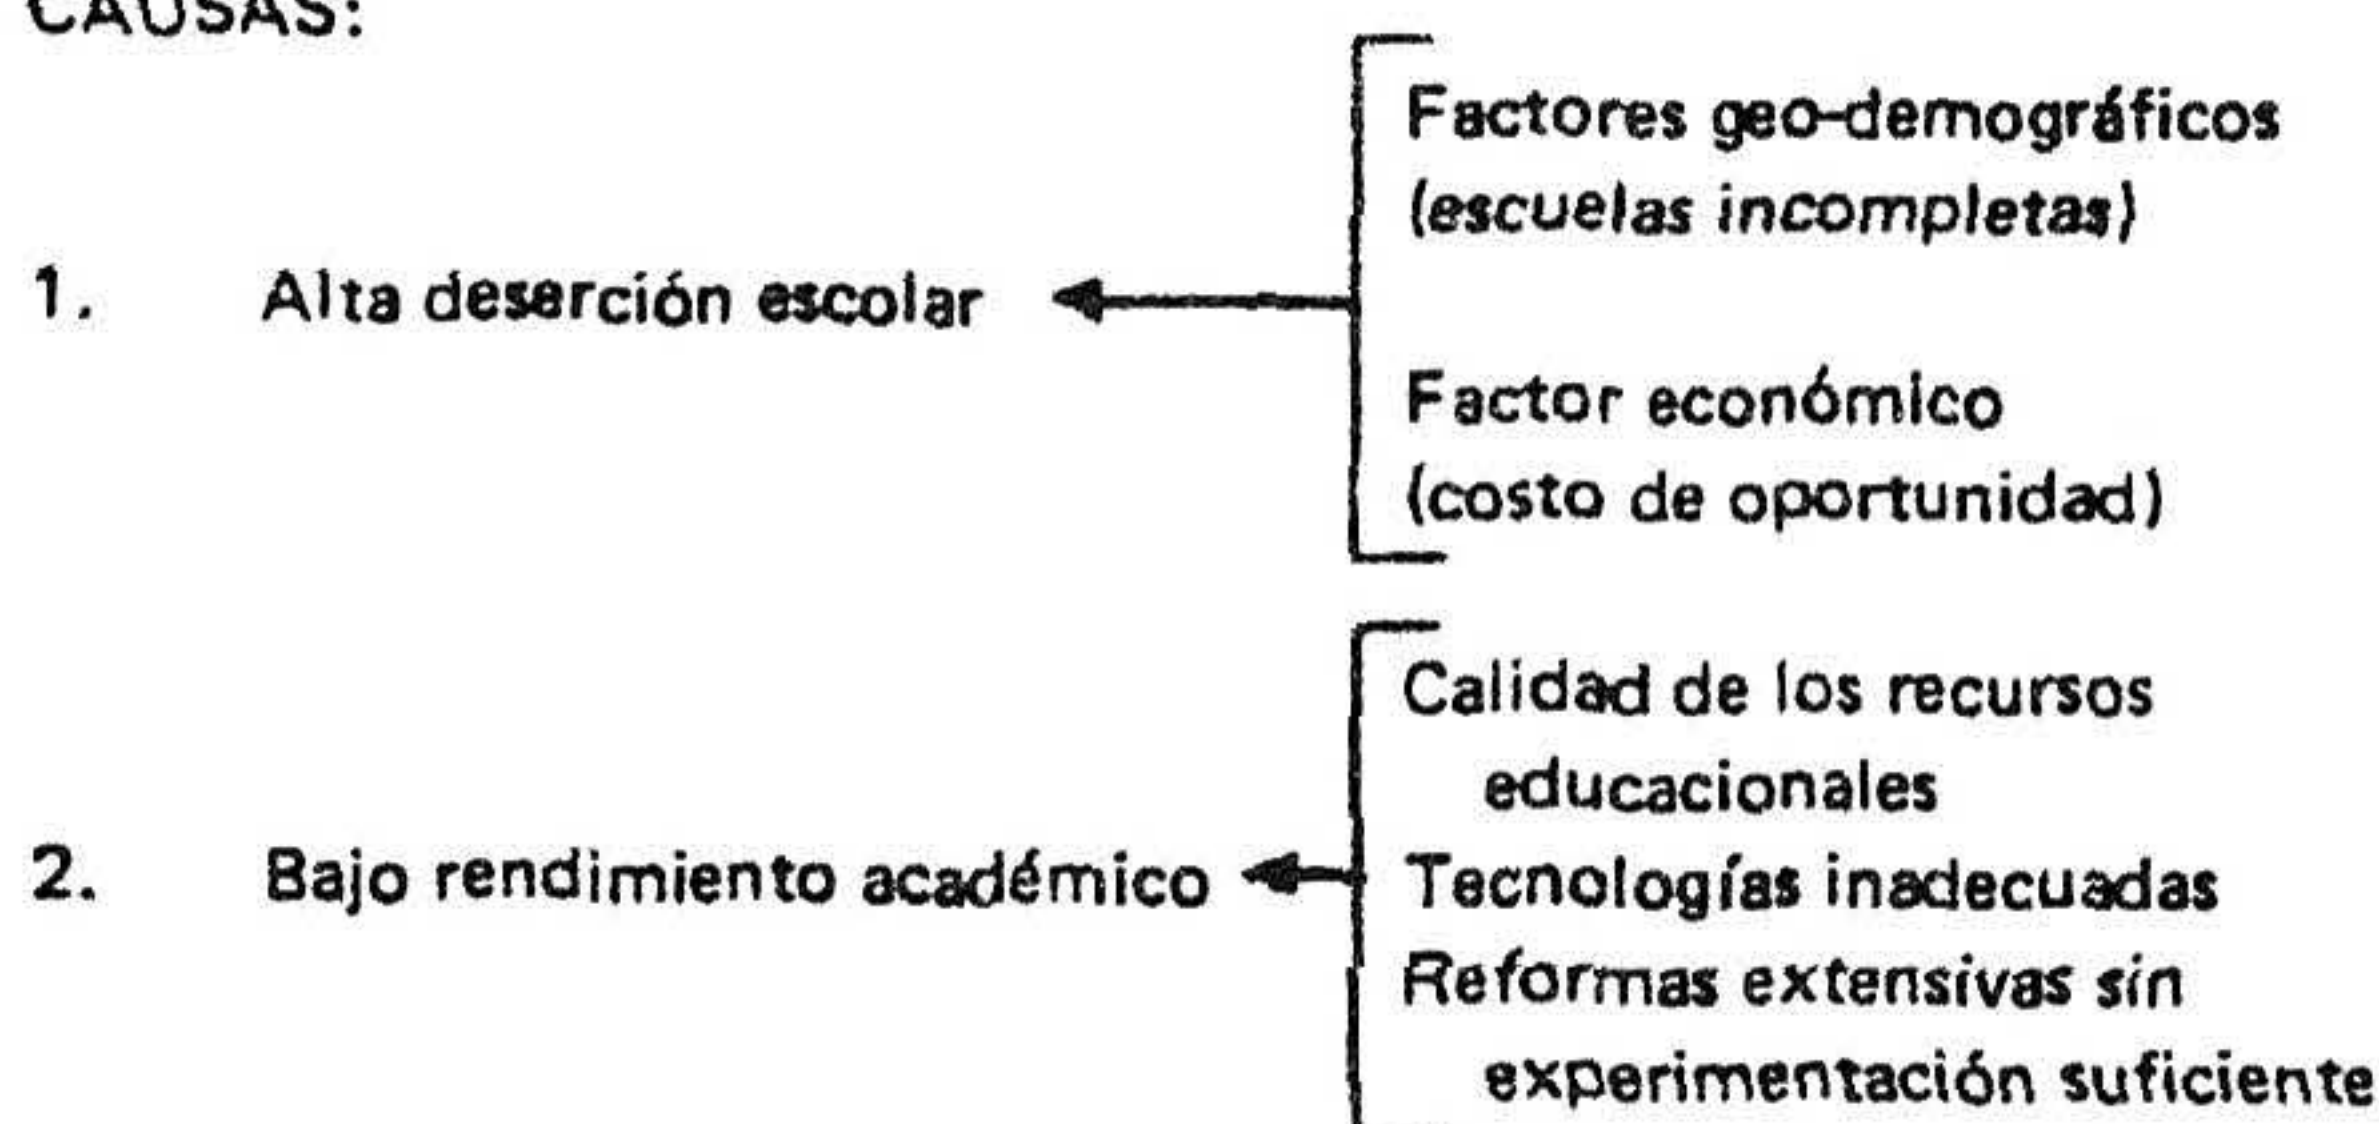 CAUSAS:
Factores geo-demográficos
(escuelas incompletas)
1. Alta deserción escolar
Factor económico
(costo de oportunidad)
Calidad de los recursos
educacionales
2. Bajo rendimiento académico
Tecnologías inadecuadas
Reformas extensivas sin
experimentación suficiente